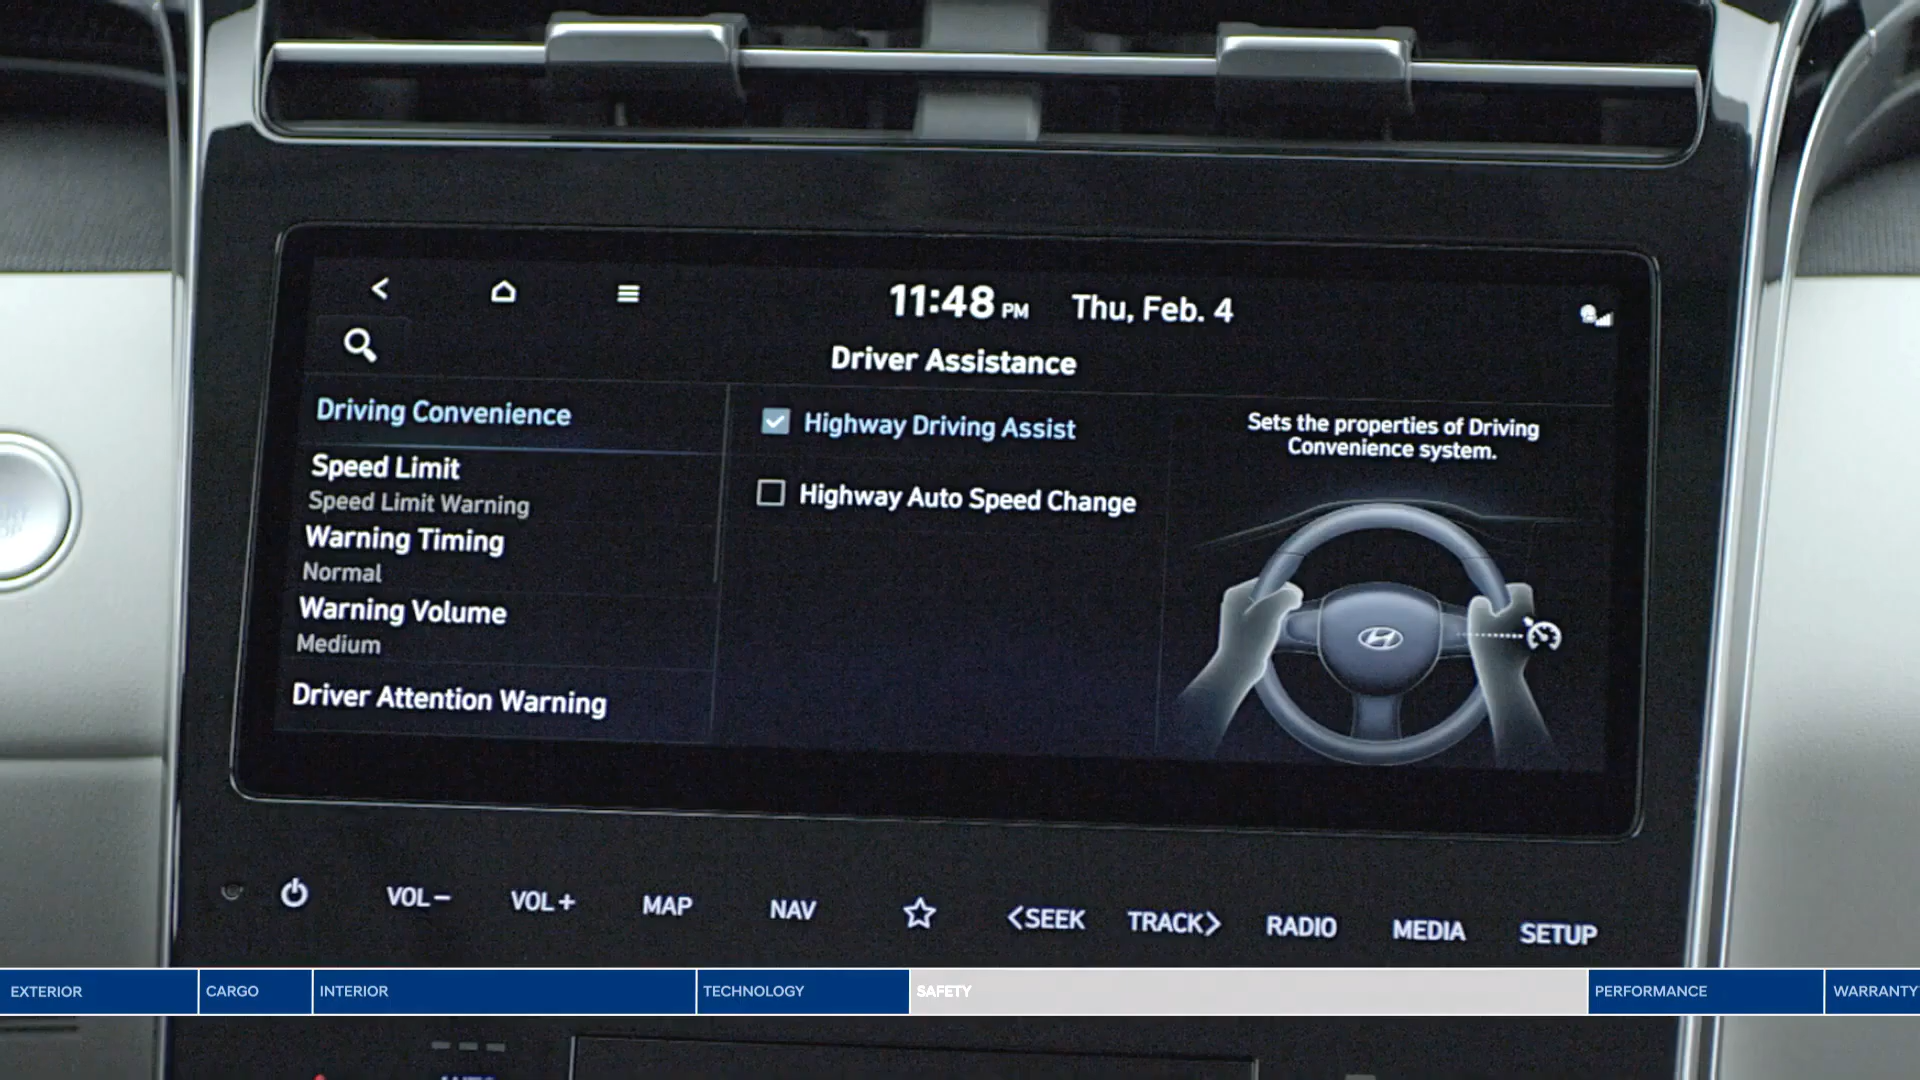 11:48 PM Thu, Feb. 4
Driver Assistance
Driving Convenience
Speed Limit
Speed Limit Warning
Warning Timing
Normal
Warning Volume
Medium
Driver Attention Warning
Highway Driving Assist
Highway Auto Speed Change
Sets the properties of Driving
Convenience system.
VOL− VOL+ MAP NAV <SEEK TRACK> RADIO MEDIA SETUP
EXTERIOR CARGO INTERIOR TECHNOLOGY SAFETY PERFORMANCE WARRANTY